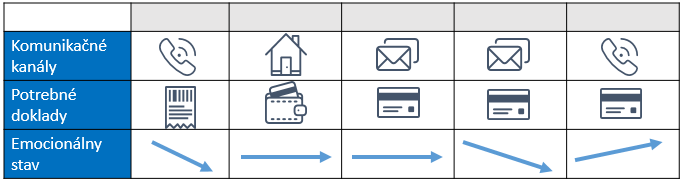 Komunikačné
kanály
Potrebné
doklady
Emocionálny
stav